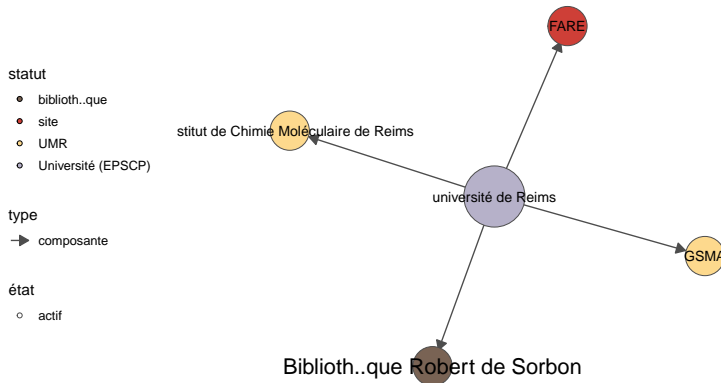 FARE
statut
biblioth..que
site
UMR
Université (EPSCP)
stitut de Chimie Moléculaire de Reims
université de Reims
type
composante
GSMA
état
actif
Biblioth..que Robert de Sorbon